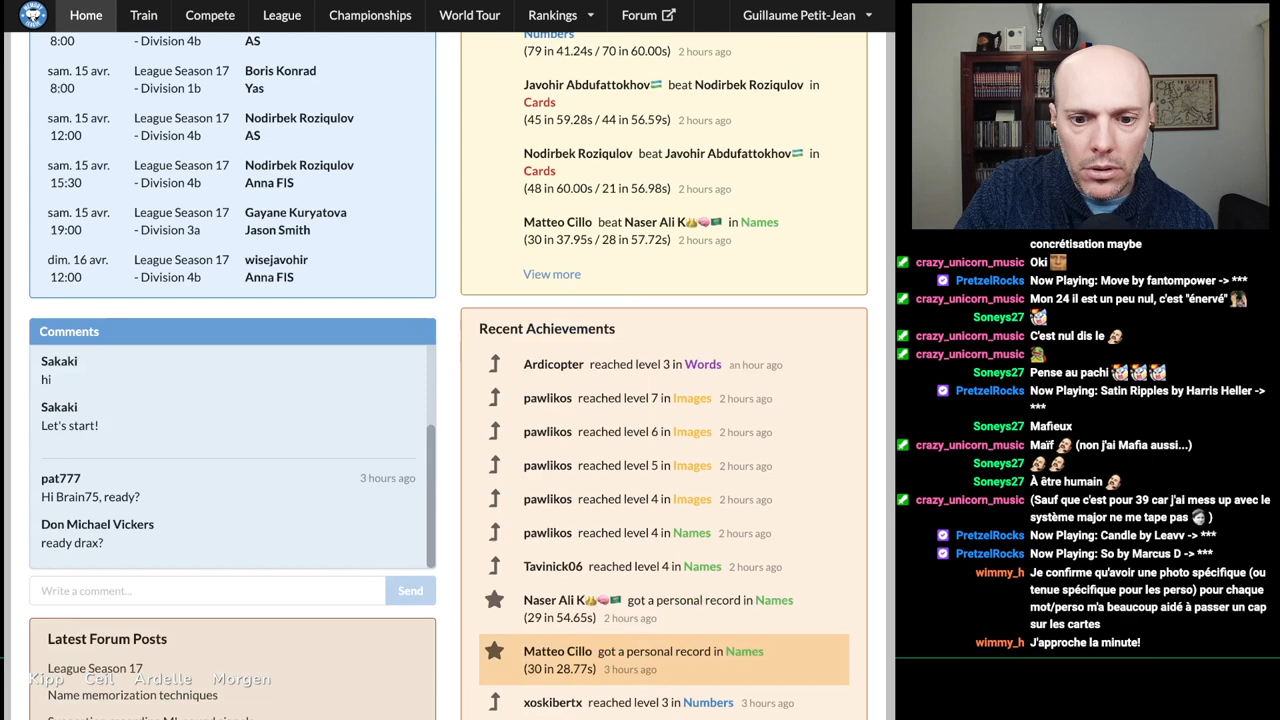 Home Train Compete League Championships World Tour Rankings Forum Guillaume Petit-Jean
8:00 - Division 4b AS
sam. 15 avr. League Season 17 Boris Konrad
8:00 - Division 1b Yas
sam. 15 avr. League Season 17 Nodirbek Roziqulov
12:00 - Division 4b AS
sam. 15 avr. League Season 17 Nodirbek Roziqulov
15:30 - Division 4b Anna FIS
sam. 15 avr. League Season 17 Gayane Kuryatova
19:00 - Division 3a Jason Smith
dim. 16 avr. League Season 17 wisejavohir
12:00 - Division 4b Anna FIS
Comments
Sakaki
hi
Sakaki
Let's start!
pat777 3 hours ago
Hi Brain75, ready?
Don Michael Vickers
ready drax?
Write a comment... Send
Latest Forum Posts
League Season 17
Kipp Ceil Ardelle Morgen
Name memorization techniques
Numbers
(79 in 41.24s / 70 in 60.00s) 2 hours ago
Javohir Abdufattokhov beat Nodirbek Roziqulov in
Cards
(45 in 59.28s / 44 in 56.59s) 2 hours ago
Nodirbek Roziqulov beat Javohir Abdufattokhov in
Cards
(48 in 60.00s / 21 in 56.98s) 2 hours ago
Matteo Cillo beat Naser Ali K in Names
(30 in 37.95s / 28 in 57.72s) 2 hours ago
View more
Recent Achievements
Ardicopter reached level 3 in Words an hour ago
pawlikos reached level 7 in Images 2 hours ago
pawlikos reached level 6 in Images 2 hours ago
pawlikos reached level 5 in Images 2 hours ago
pawlikos reached level 4 in Images 2 hours ago
pawlikos reached level 4 in Names 2 hours ago
Tavinick06 reached level 4 in Names 2 hours ago
Naser Ali K got a personal record in Names
(29 in 54.65s) 2 hours ago
Matteo Cillo got a personal record in Names
(30 in 28.77s) 3 hours ago
xoskibertx reached level 3 in Numbers 3 hours ago
concrétisation maybe
crazy_unicorn_music Oki
PretzelRocks Now Playing: Move by fantompower -> ***
crazy_unicorn_music Mon 24 il est un peu nul, c'est "énervé"
Soneys27
crazy_unicorn_music C'est nul dis le
crazy_unicorn_music
Soneys27 Pense au pachi
PretzelRocks Now Playing: Satin Ripples by Harris Heller ->
***
Soneys27 Mafieux
crazy_unicorn_music Maïf (non j'ai Mafia aussi...)
Soneys27
Soneys27 À être humain
crazy_unicorn_music (Sauf que c'est pour 39 car j'ai mess up avec le
système major ne me tape pas )
PretzelRocks Now Playing: Candle by Leavv -> ***
PretzelRocks Now Playing: So by Marcus D -> ***
wimmy_h Je confirme qu'avoir une photo spécifique (ou
tenue spécifique pour les perso) pour chaque
mot/perso m'a beaucoup aidé à passer un cap
sur les cartes
wimmy_h J'approche la minute!